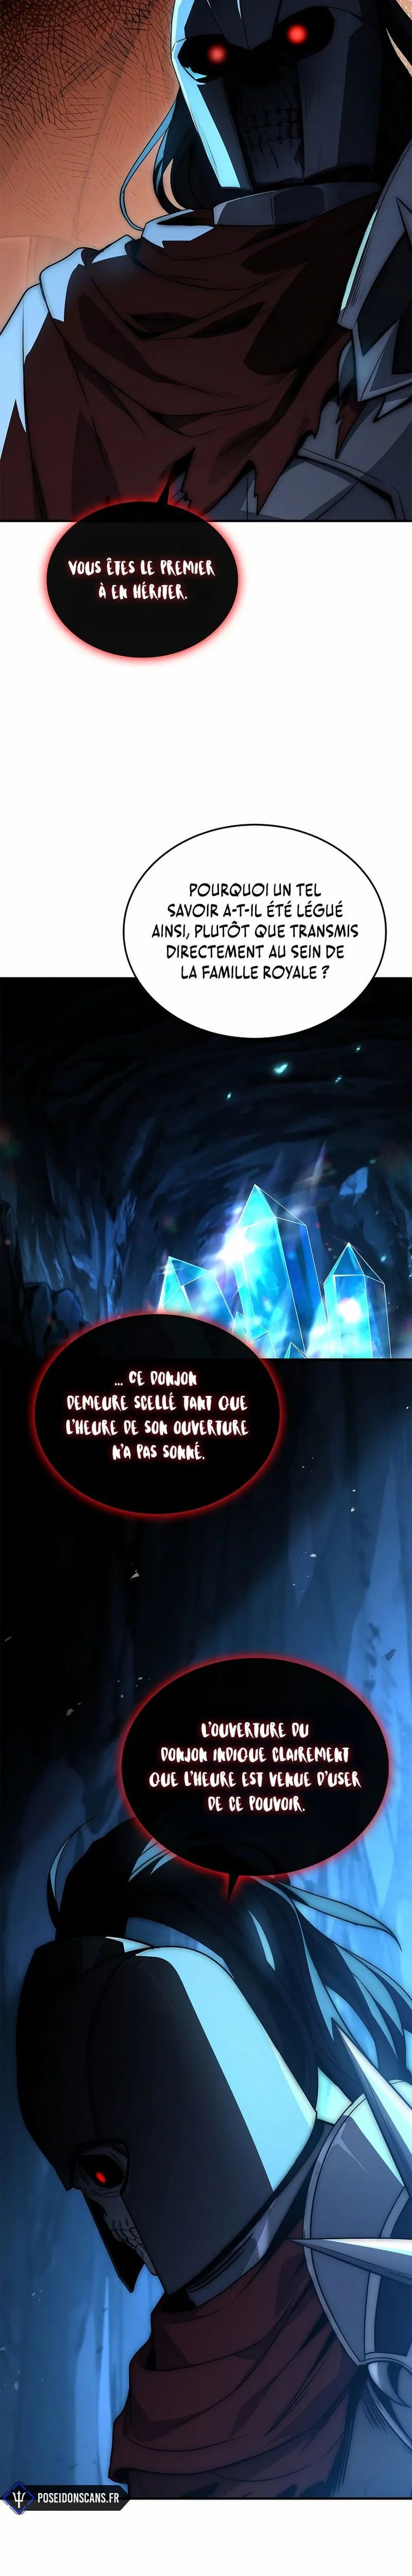 VOUS ÊTES LE PREMIER
À EN HÉRITER.
POURQUOI UN TEL
SAVOIR A-T-IL ÉTÉ LÉGUÉ
AINSI, PLUTÔT QUE TRANSMIS
DIRECTEMENT AU SEIN DE
LA FAMILLE ROYALE ?
... CE DONJON
DEMEURE SCELLÉ TANT QUE
L'HEURE DE SON OUVERTURE
N'A PAS SONNÉ.
L'OUVERTURE DU
DONJON INDIQUE CLAIREMENT
QUE L'HEURE EST VENUE D'USER
DE CE POUVOIR.
POSEIDONSCANS.FR